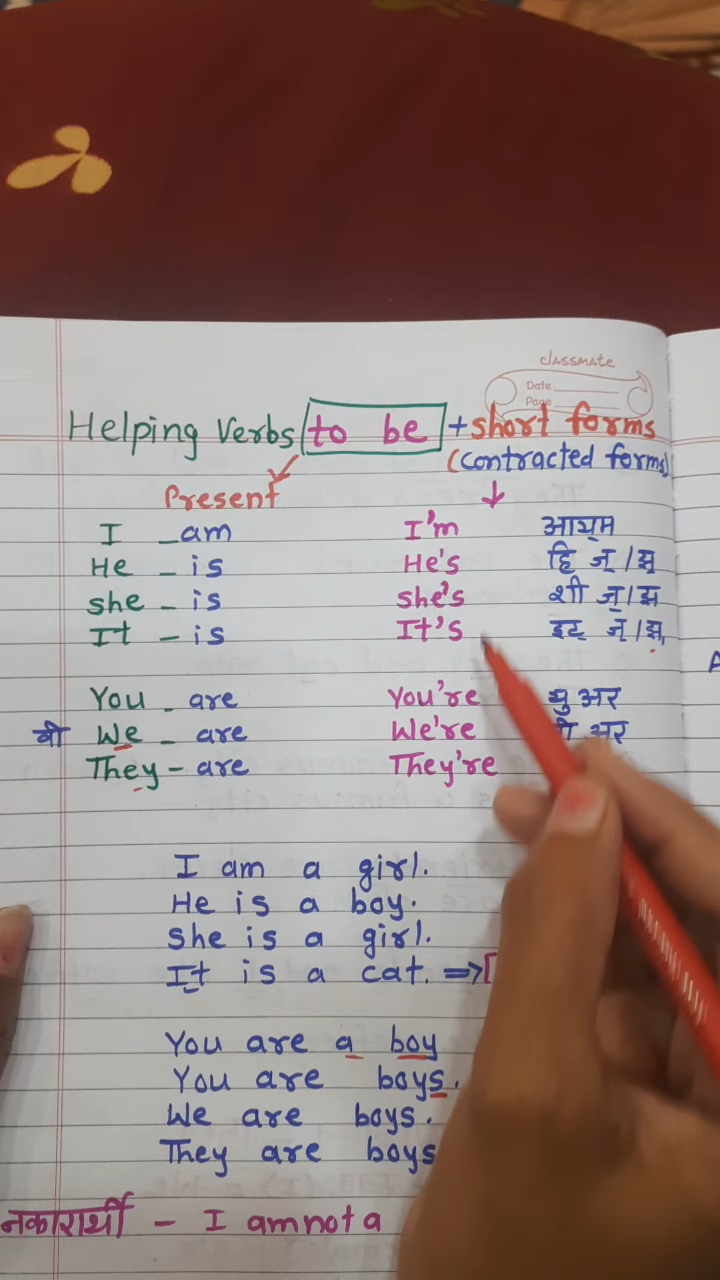 classmate
Date
Page
Helping Verbs to be + short forms
(contracted forms)
Present
I - am I'm आयम
He - is He's हि ज़्/झ्
she - is she's शी ज़्/झ
It - is It's इट ज़्/झ्
You - are You're यु अर
वी We - are We're अर
They - are They're
I am a girl.
He is a boy.
She is a girl.
It is a cat. ⇒[
You are a boy
You are boys.
We are boys.
They are boys
नकारार्थी - I am not a